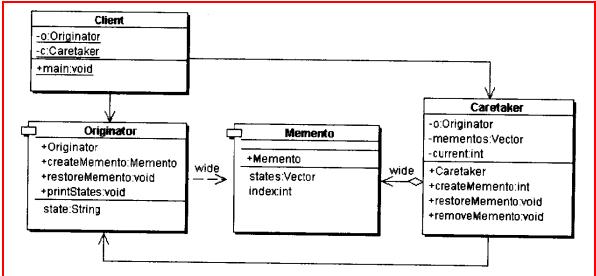 Client
-o:Originator
-c:Caretaker
+main:void
Originator
+Originator
+createMemento:Memento
+restoreMemento:void
+printStates:void
state:String
wide
Memento
+Memento
states:Vector
index:int
wide
Caretaker
-o:Originator
-mementos:Vector
-current:int
+Caretaker
+createMemento:int
+restoreMemento:void
+removeMemento:void